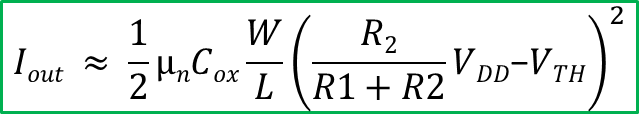 I_out ≈ 1/2 μ_n C_ox W/L (R_2/(R1 + R2) V_DD–V_TH)^2